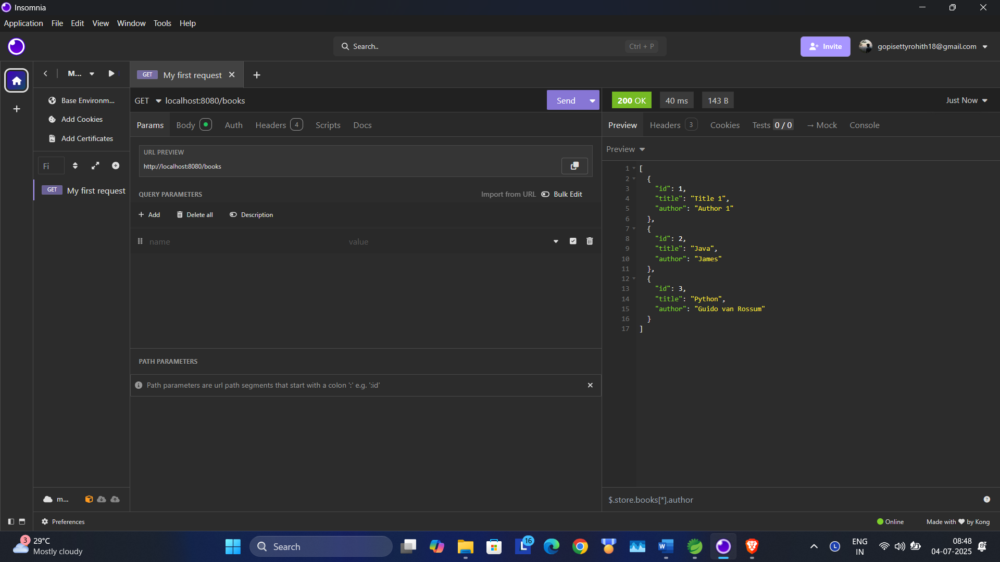 Insomnia
Application File Edit View Window Tools Help
Search.. Ctrl + P
Invite
gopisettyrohith18@gmail.com
M...
GET My first request
Base Environm...
Add Cookies
Add Certificates
Fi
GET My first request
GET localhost:8080/books
Send
Params Body Auth Headers 4 Scripts Docs
URL PREVIEW
http://localhost:8080/books
QUERY PARAMETERS
Import from URL Bulk Edit
Add Delete all Description
name value
PATH PARAMETERS
Path parameters are url path segments that start with a colon ':' e.g. ':id'
200 OK 40 ms 143 B Just Now
Preview Headers 3 Cookies Tests 0 / 0 → Mock Console
Preview
1 [
2 {
3 "id": 1,
4 "title": "Title 1",
5 "author": "Author 1"
6 },
7 {
8 "id": 2,
9 "title": "Java",
10 "author": "James"
11 },
12 {
13 "id": 3,
14 "title": "Python",
15 "author": "Guido van Rossum"
16 }
17 ]
$.store.books[*].author
m...
Preferences
Online
Made with ❤ by Kong
3
29°C
Mostly cloudy
Search
L
16
W
L
ENG
IN
08:48
04-07-2025